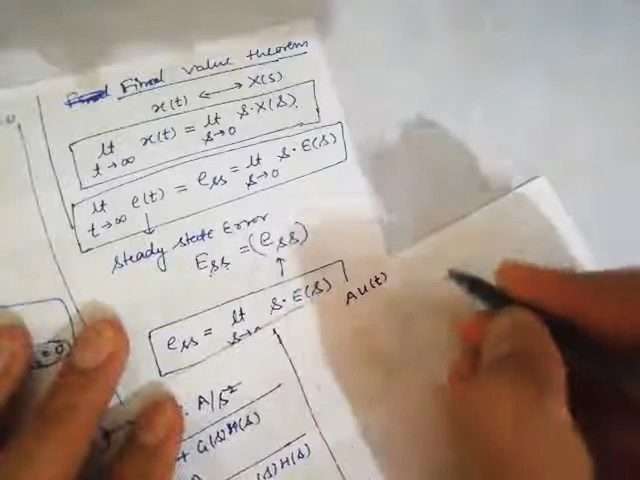 Final value theorem
x(t) ⟷ X(s)
lt t→∞ x(t) = lt s→0 s·X(s).
lt t→∞ e(t) = ess = lt s→0 s·E(s)
Steady state Error
Ess = (ess)
ess = lt s·E(s)
Au(t)
A/s²
+ G(s)H(s)
(s)H(s)
= 0